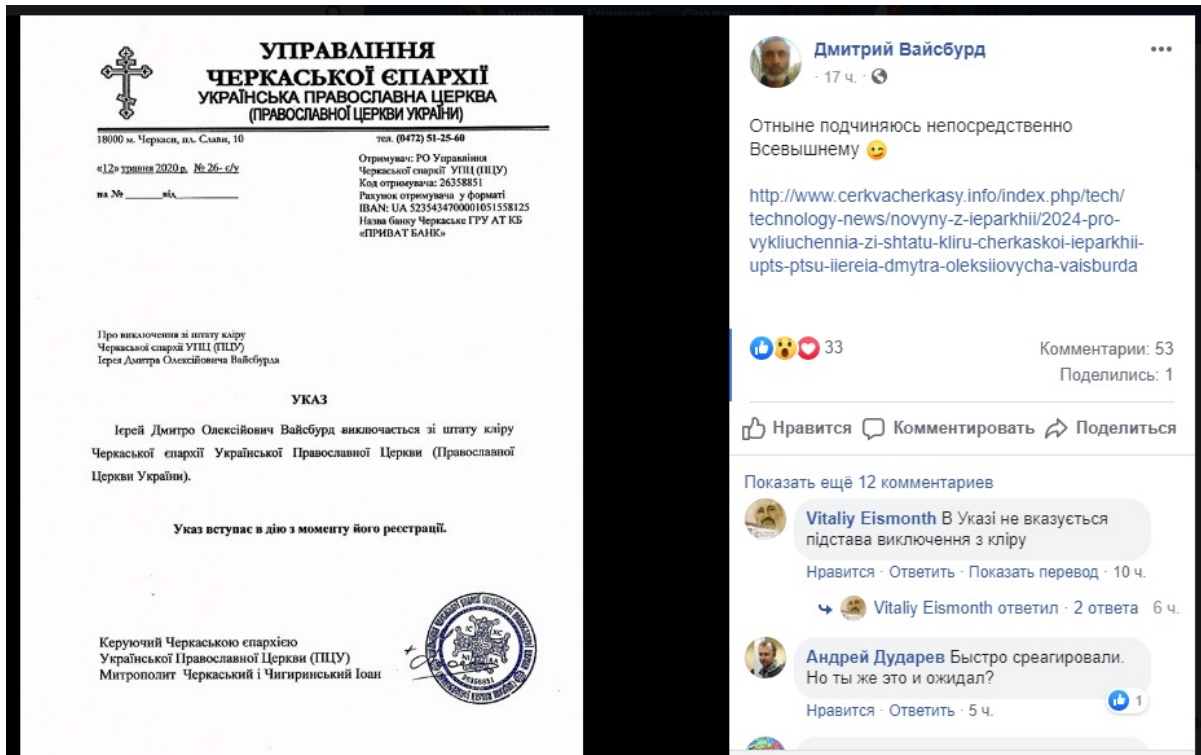 УПРАВЛІННЯ
ЧЕРКАСЬКОЇ ЄПАРХІЇ
УКРАЇНСЬКА ПРАВОСЛАВНА ЦЕРКВА
(ПРАВОСЛАВНОЇ ЦЕРКВИ УКРАЇНИ)
18000 м. Черкаси, пл. Слави, 10
тел. (0472) 51-25-60
«12» травня 2020 р. № 26- с/у
на № ______ від ______
Отримувач: РО Управління
Черкаської єпархії УПЦ (ПЦУ)
Код отримувача: 26358851
Рахунок отримувача у форматі
IBAN: UA 5235434700001051558125
Назва банку Черкаське ГРУ АТ КБ
«ПРИВАТ БАНК»
Про виключення зі штату кліру
Черкаської єпархії УПЦ (ПЦУ)
Ієрея Дмитра Олексійовича Вайсбурда
УКАЗ
Ієрей Дмитро Олексійович Вайсбурд виключається зі штату кліру
Черкаської єпархії Української Православної Церкви (Православної
Церкви України).
Указ вступає в дію з моменту його реєстрації.
Керуючий Черкаською єпархією
Української Православної Церкви (ПЦУ)
Митрополит Черкаський і Чигиринський Іоан
26358851
Дмитрий Вайсбурд
· 17 ч. ·
Отныне подчиняюсь непосредственно
Всевышнему 😉
http://www.cerkvacherkasy.info/index.php/tech/
technology-news/novyny-z-ieparkhii/2024-pro-
vykliuchennia-zi-shtatu-kliru-cherkaskoi-ieparkhii-
upts-ptsu-iiereia-dmytra-oleksiiovycha-vaisburda
33
Комментарии: 53
Поделились: 1
Нравится Комментировать Поделиться
Показать ещё 12 комментариев
Vitaliy Eismonth В Указі не вказується
підстава виключення з кліру
Нравится · Ответить · Показать перевод · 10 ч.
Vitaliy Eismonth ответил · 2 ответа 6 ч.
Андрей Дударев Быстро среагировали.
Но ты же это и ожидал?
1
Нравится · Ответить · 5 ч.